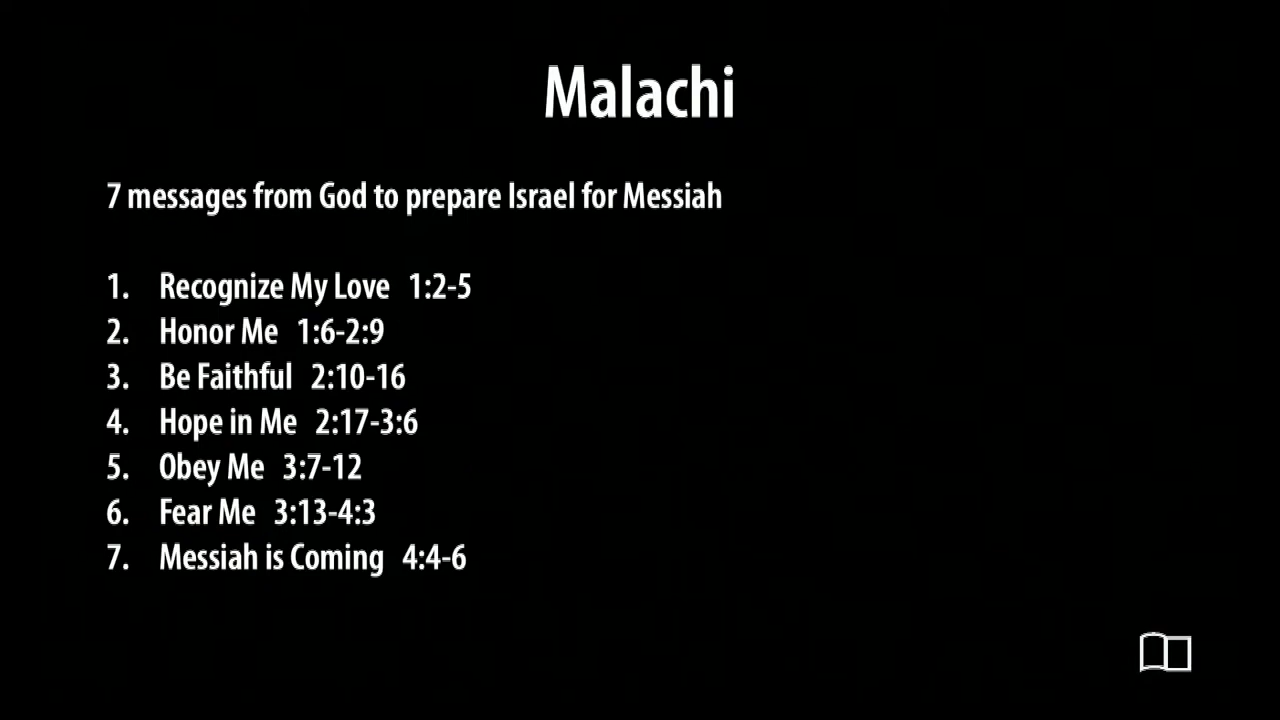 Malachi
7 messages from God to prepare Israel for Messiah
1. Recognize My Love 1:2-5
2. Honor Me 1:6-2:9
3. Be Faithful 2:10-16
4. Hope in Me 2:17-3:6
5. Obey Me 3:7-12
6. Fear Me 3:13-4:3
7. Messiah is Coming 4:4-6